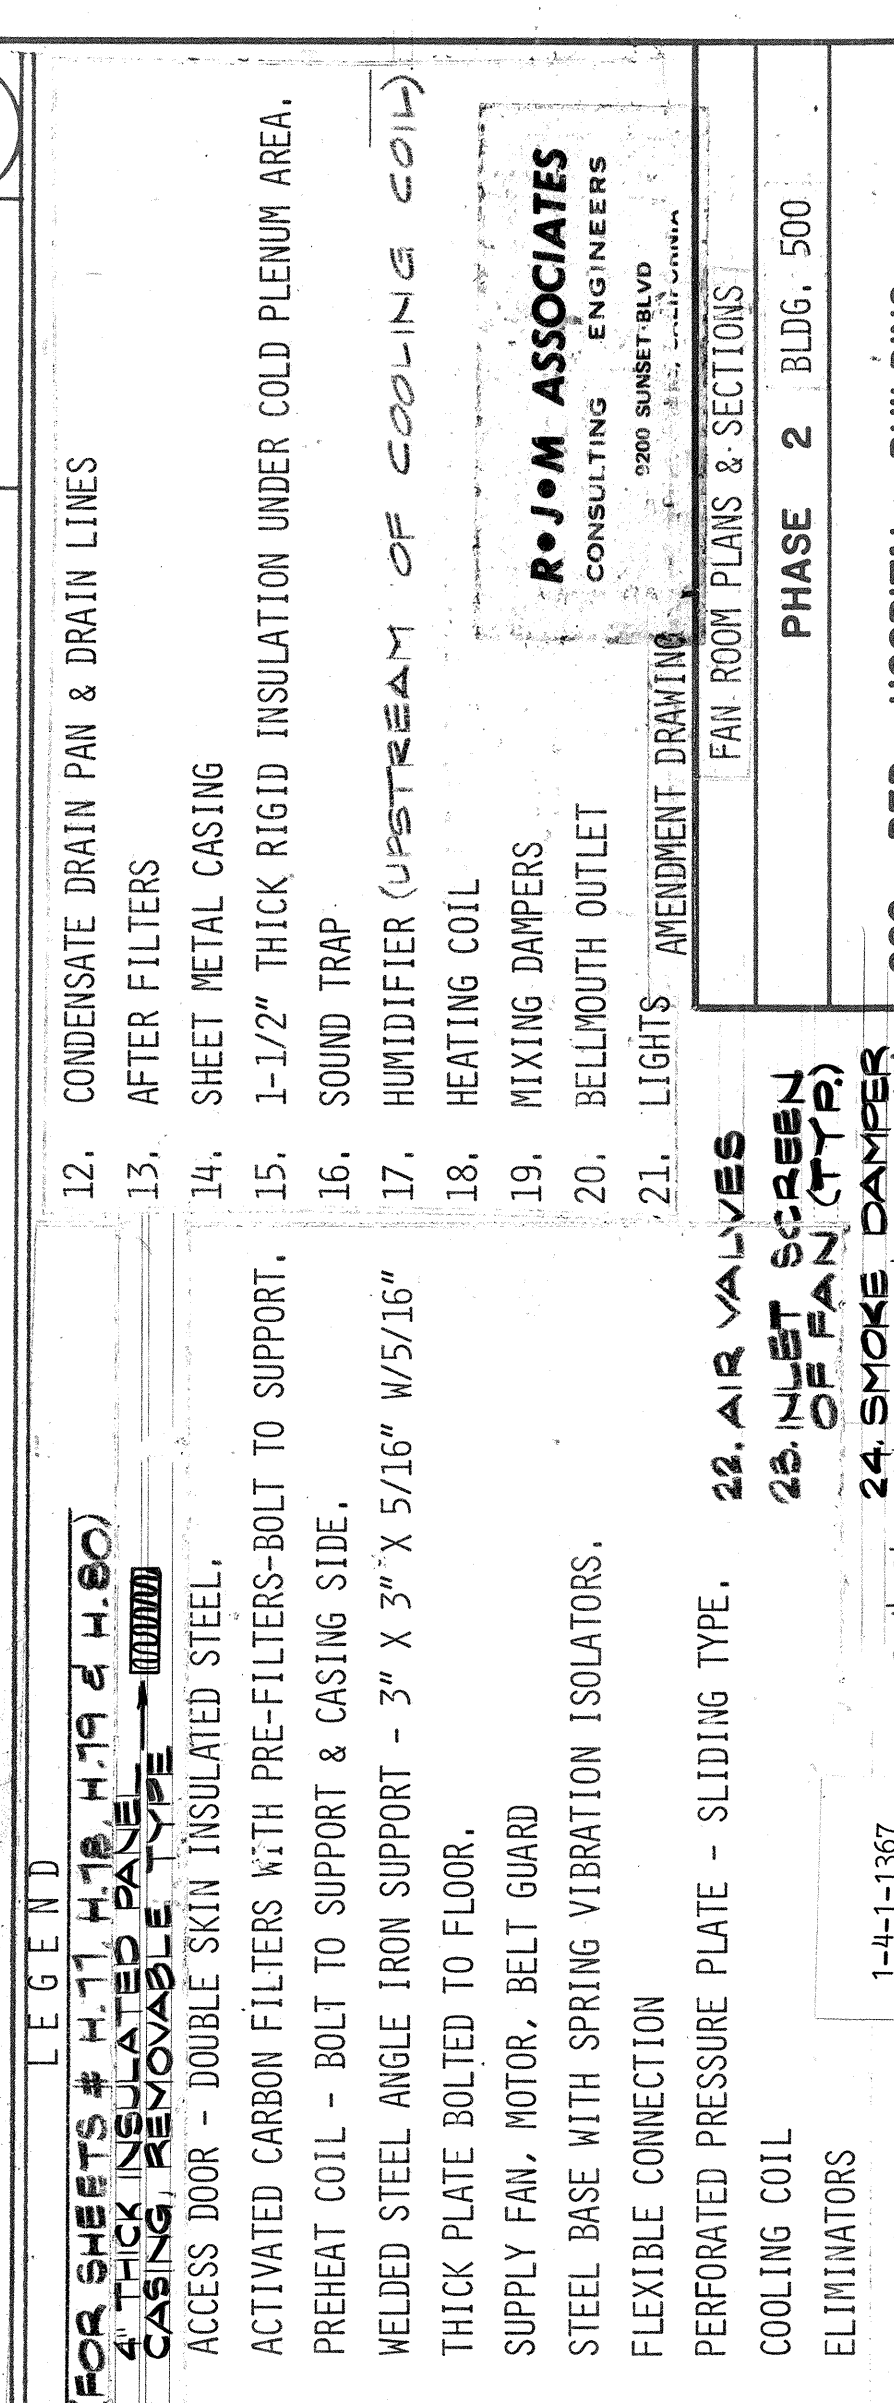 LEGEND
(FOR SHEETS # H.11, H.18, H.19 & H.80)
4" THICK INSULATED PANEL
CASING, REMOVABLE TYPE
ACCESS DOOR - DOUBLE SKIN INSULATED STEEL.
ACTIVATED CARBON FILTERS WITH PRE-FILTERS-BOLT TO SUPPORT.
PREHEAT COIL - BOLT TO SUPPORT & CASING SIDE.
WELDED STEEL ANGLE IRON SUPPORT - 3" X 3" X 5/16" W/5/16"
THICK PLATE BOLTED TO FLOOR.
SUPPLY FAN, MOTOR, BELT GUARD
STEEL BASE WITH SPRING VIBRATION ISOLATORS.
FLEXIBLE CONNECTION
PERFORATED PRESSURE PLATE - SLIDING TYPE.
COOLING COIL
ELIMINATORS
12. CONDENSATE DRAIN PAN & DRAIN LINES
13. AFTER FILTERS
14. SHEET METAL CASING
15. 1-1/2" THICK RIGID INSULATION UNDER COLD PLENUM AREA.
16. SOUND TRAP
17. HUMIDIFIER (UPSTREAM OF COOLING COIL)
18. HEATING COIL
19. MIXING DAMPERS
20. BELLMOUTH OUTLET
21. LIGHTS
22. AIR VALVES
23. INLET SCREEN
OF FAN (TYP.)
24. SMOKE DAMPER
1-4-1-1367
R•J•M ASSOCIATES
CONSULTING ENGINEERS
9200 SUNSET BLVD
CALIFORNIA
AMENDMENT DRAWING
FAN ROOM PLANS & SECTIONS
PHASE 2 BLDG. 500